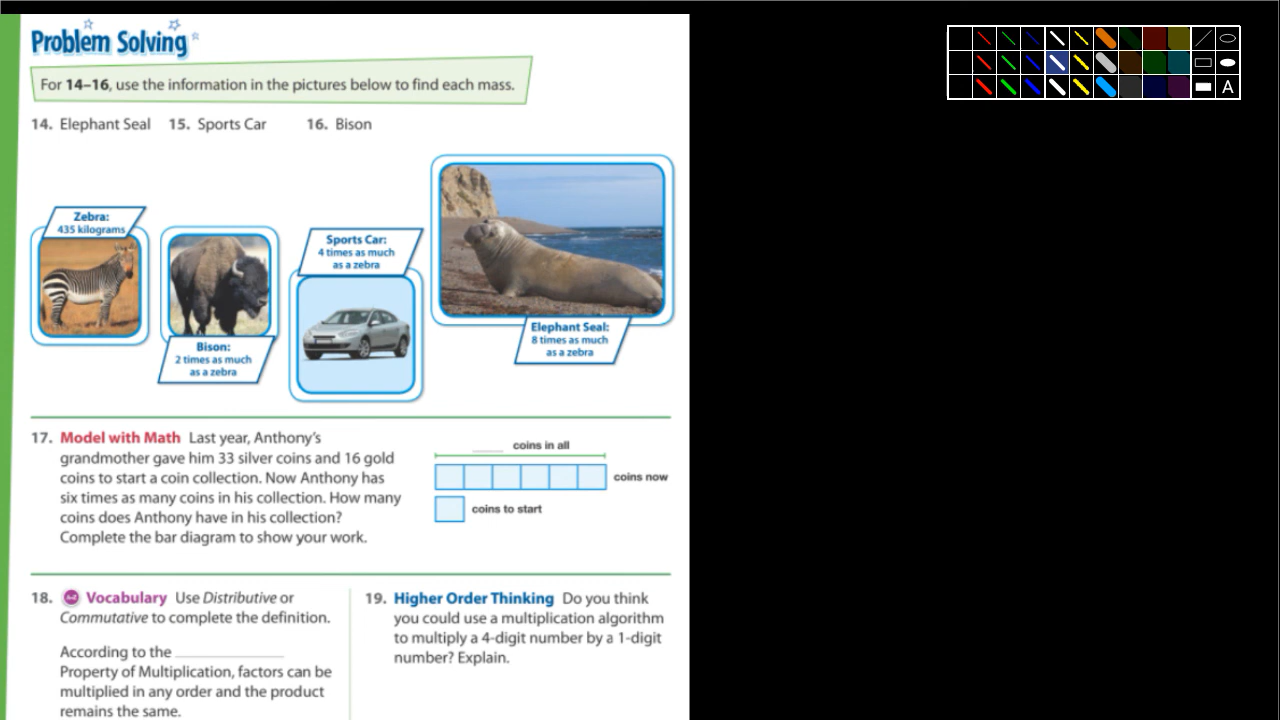 Problem Solving
For 14–16, use the information in the pictures below to find each mass.
14. Elephant Seal 15. Sports Car 16. Bison
Zebra:
435 kilograms
Bison:
2 times as much
as a zebra
Sports Car:
4 times as much
as a zebra
Elephant Seal:
8 times as much
as a zebra
17. Model with Math Last year, Anthony's
grandmother gave him 33 silver coins and 16 gold
coins to start a coin collection. Now Anthony has
six times as many coins in his collection. How many
coins does Anthony have in his collection?
Complete the bar diagram to show your work.
_____ coins in all
coins now
coins to start
18. Vocabulary Use Distributive or
Commutative to complete the definition.
According to the ______________
Property of Multiplication, factors can be
multiplied in any order and the product
remains the same.
19. Higher Order Thinking Do you think
you could use a multiplication algorithm
to multiply a 4-digit number by a 1-digit
number? Explain.
A